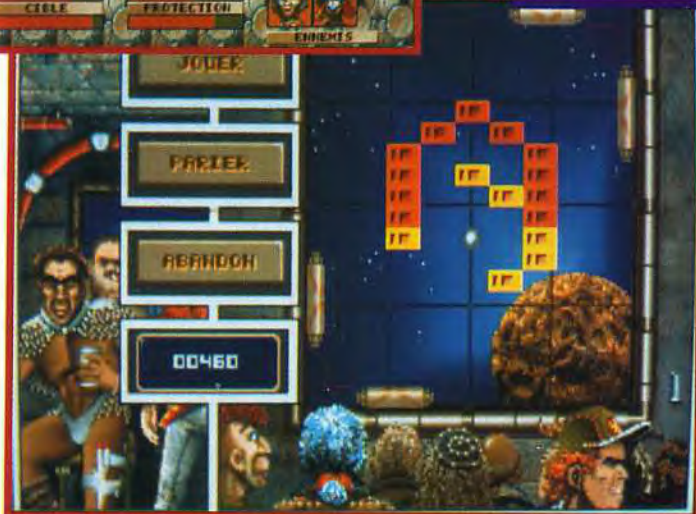 CIBLE PROTECTION
ENNEMIS
JOUER
PARIER
ABANDON
00460